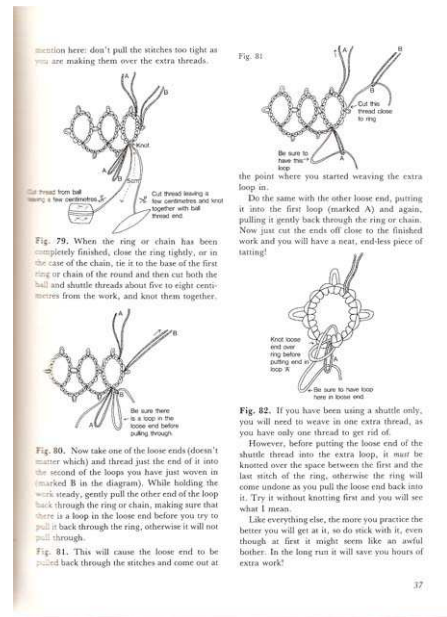 mention here: don't pull the stitches too tight as
you are making them over the extra threads.
A
B
Knot
A
B
5cm
Cut thread from ball
leaving a few centimetres
Cut thread leaving a
few centimetres and knot
together with ball
thread end
Fig. 79. When the ring or chain has been
completely finished, close the ring tightly, or in
the case of the chain, tie it to the base of the first
ring or chain of the round and then cut both the
ball and shuttle threads about five to eight centi-
metres from the work, and knot them together.
A
B
A
B
Be sure there
is a loop in the
loose end before
pulling through
Fig. 80. Now take one of the loose ends (doesn't
matter which) and thread just the end of it into
the second of the loops you have just woven in
(marked B in the diagram). While holding the
work steady, gently pull the other end of the loop
back through the ring or chain, making sure that
there is a loop in the loose end before you try to
pull it back through the ring, otherwise it will not
pull through.
Fig. 81. This will cause the loose end to be
pulled back through the stitches and come out at
Fig. 81
A
B
Cut this
thread close
to ring
Be sure to
have this
loop
A
the point where you started weaving the extra
loop in.
Do the same with the other loose end, putting
it into the first loop (marked A) and again,
pulling it gently back through the ring or chain.
Now just cut the ends off close to the finished
work and you will have a neat, end-less piece of
tatting!
Knot loose
end over
ring before
putting end in
loop 'A'
A
Be sure to have loop
here in loose end
Fig. 82. If you have been using a shuttle only,
you will need to weave in one extra thread, as
you have only one thread to get rid of.
However, before putting the loose end of the
shuttle thread into the extra loop, it must be
knotted over the space between the first and the
last stitch of the ring, otherwise the ring will
come undone as you pull the loose end back into
it. Try it without knotting first and you will see
what I mean.
Like everything else, the more you practice the
better you will get at it, so do stick with it, even
though at first it might seem like an awful
bother. In the long run it will save you hours of
extra work!
37